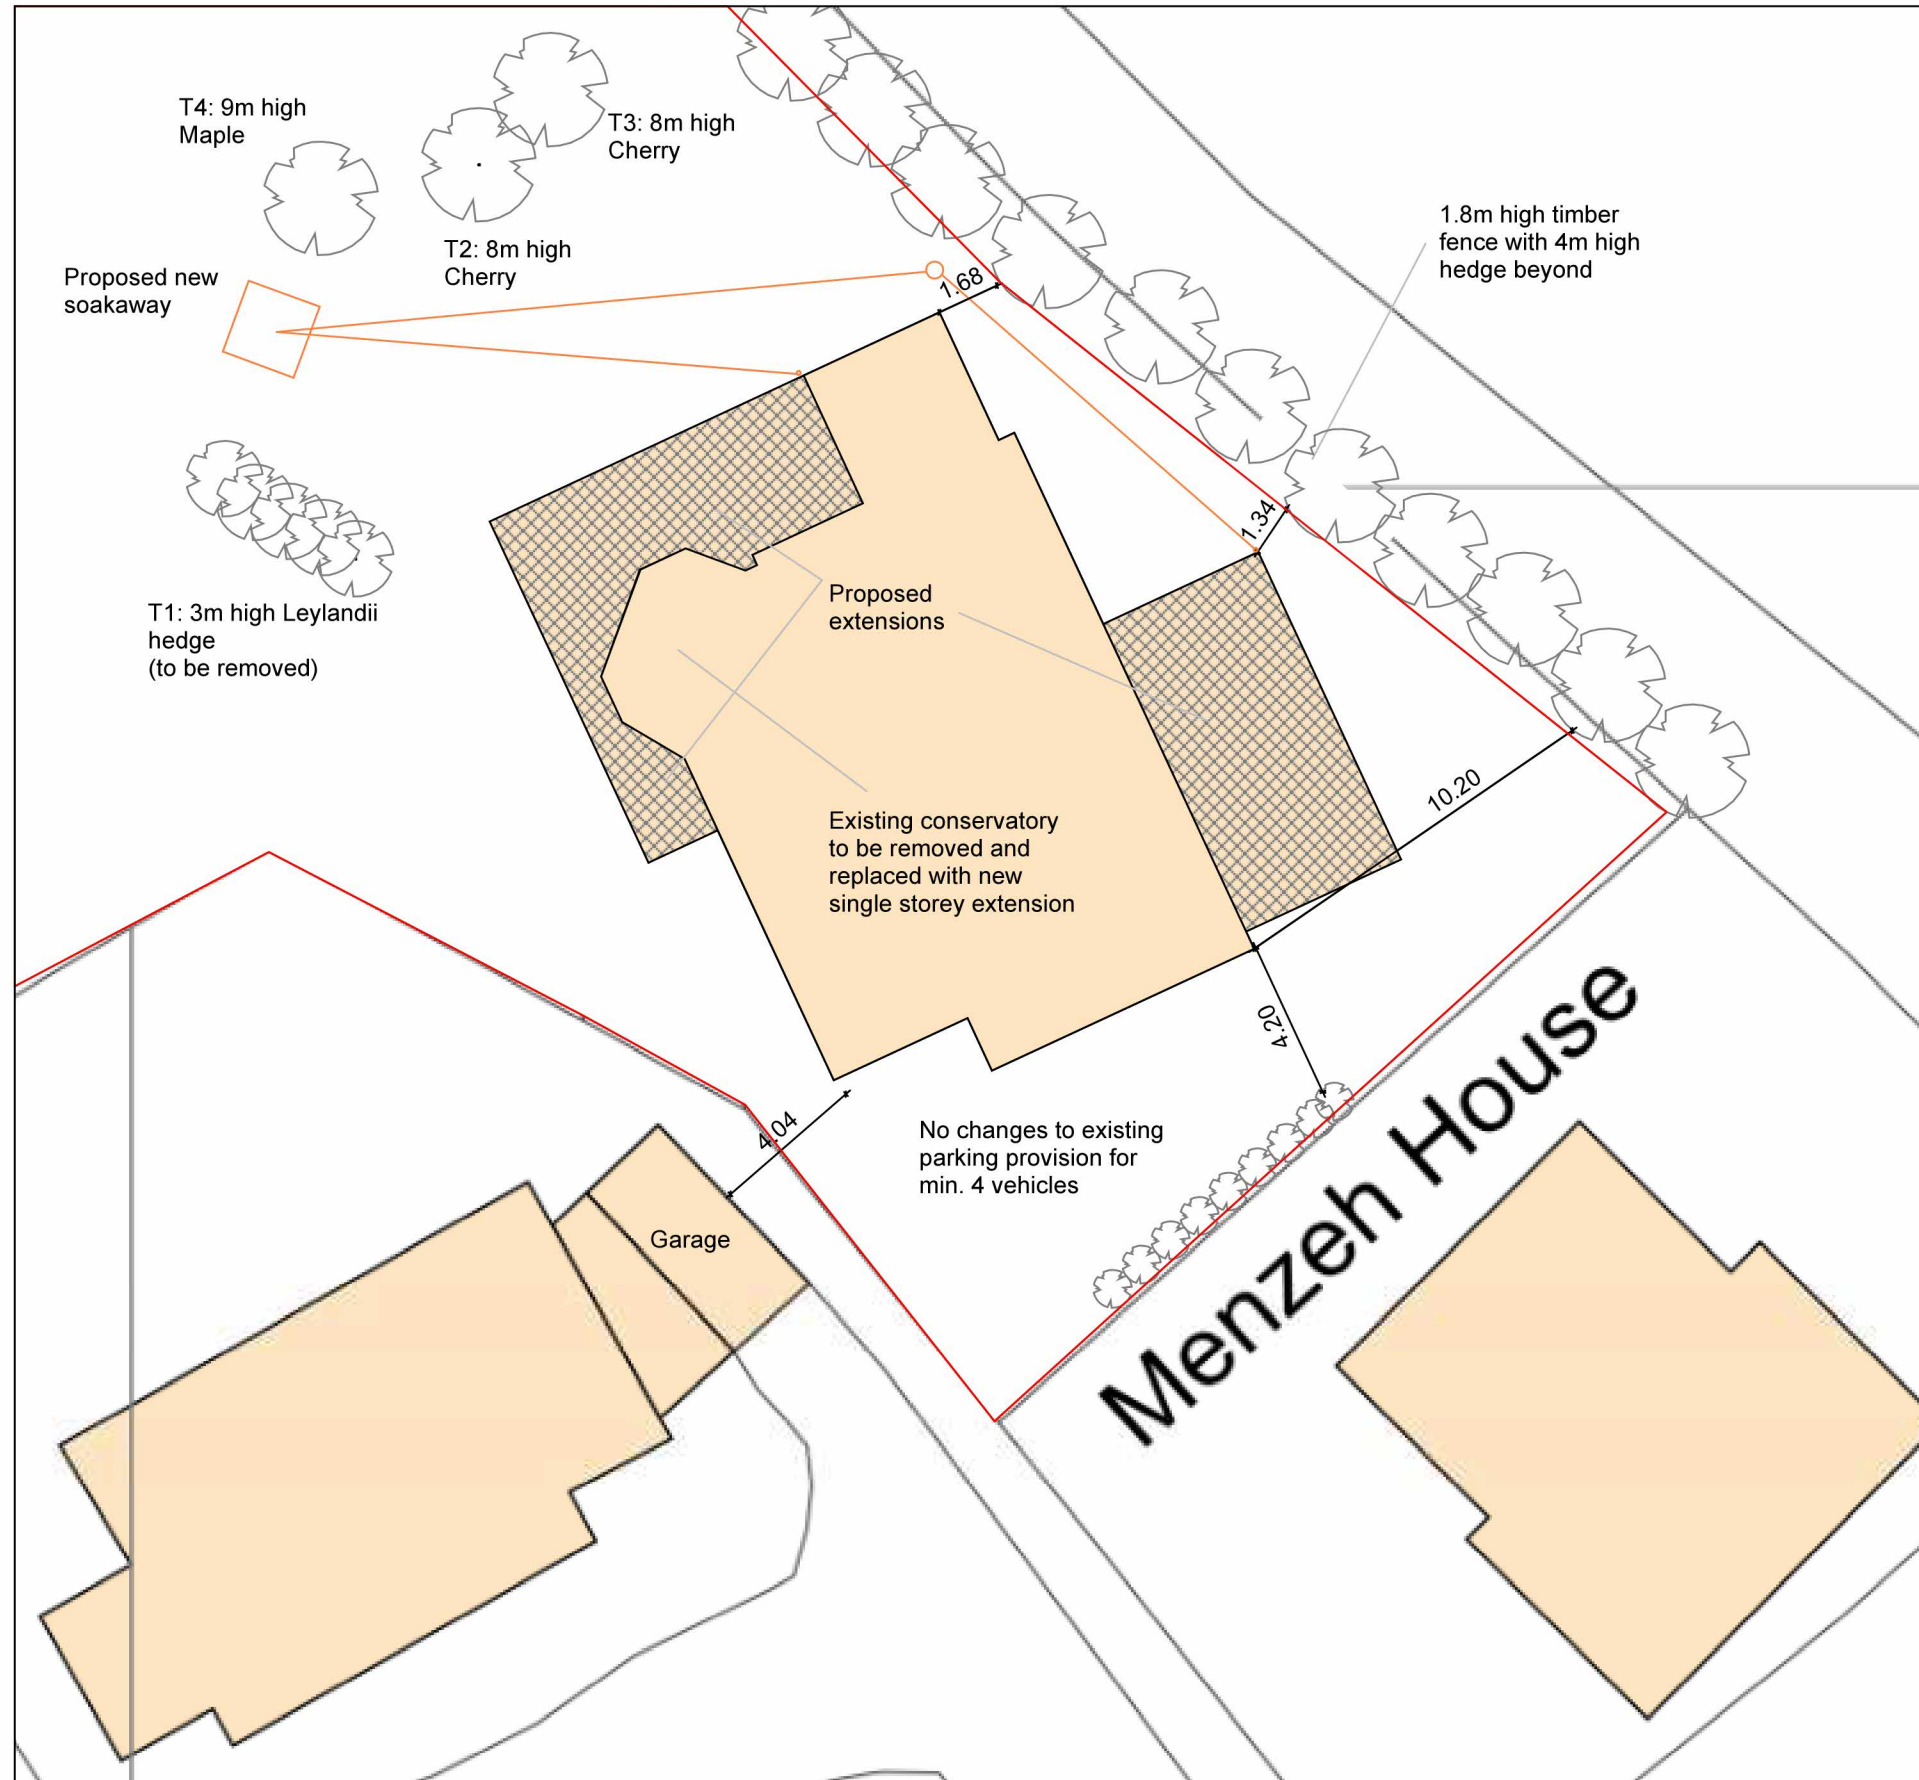 T4: 9m high
Maple
T3: 8m high
Cherry
T2: 8m high
Cherry
1.8m high timber
fence with 4m high
hedge beyond
Proposed new
soakaway
1.68
1.34
T1: 3m high Leylandii
hedge
(to be removed)
Proposed
extensions
10.20
Existing conservatory
to be removed and
replaced with new
single storey extension
4.20
4.04
No changes to existing
parking provision for
min. 4 vehicles
Garage
Menzeh House